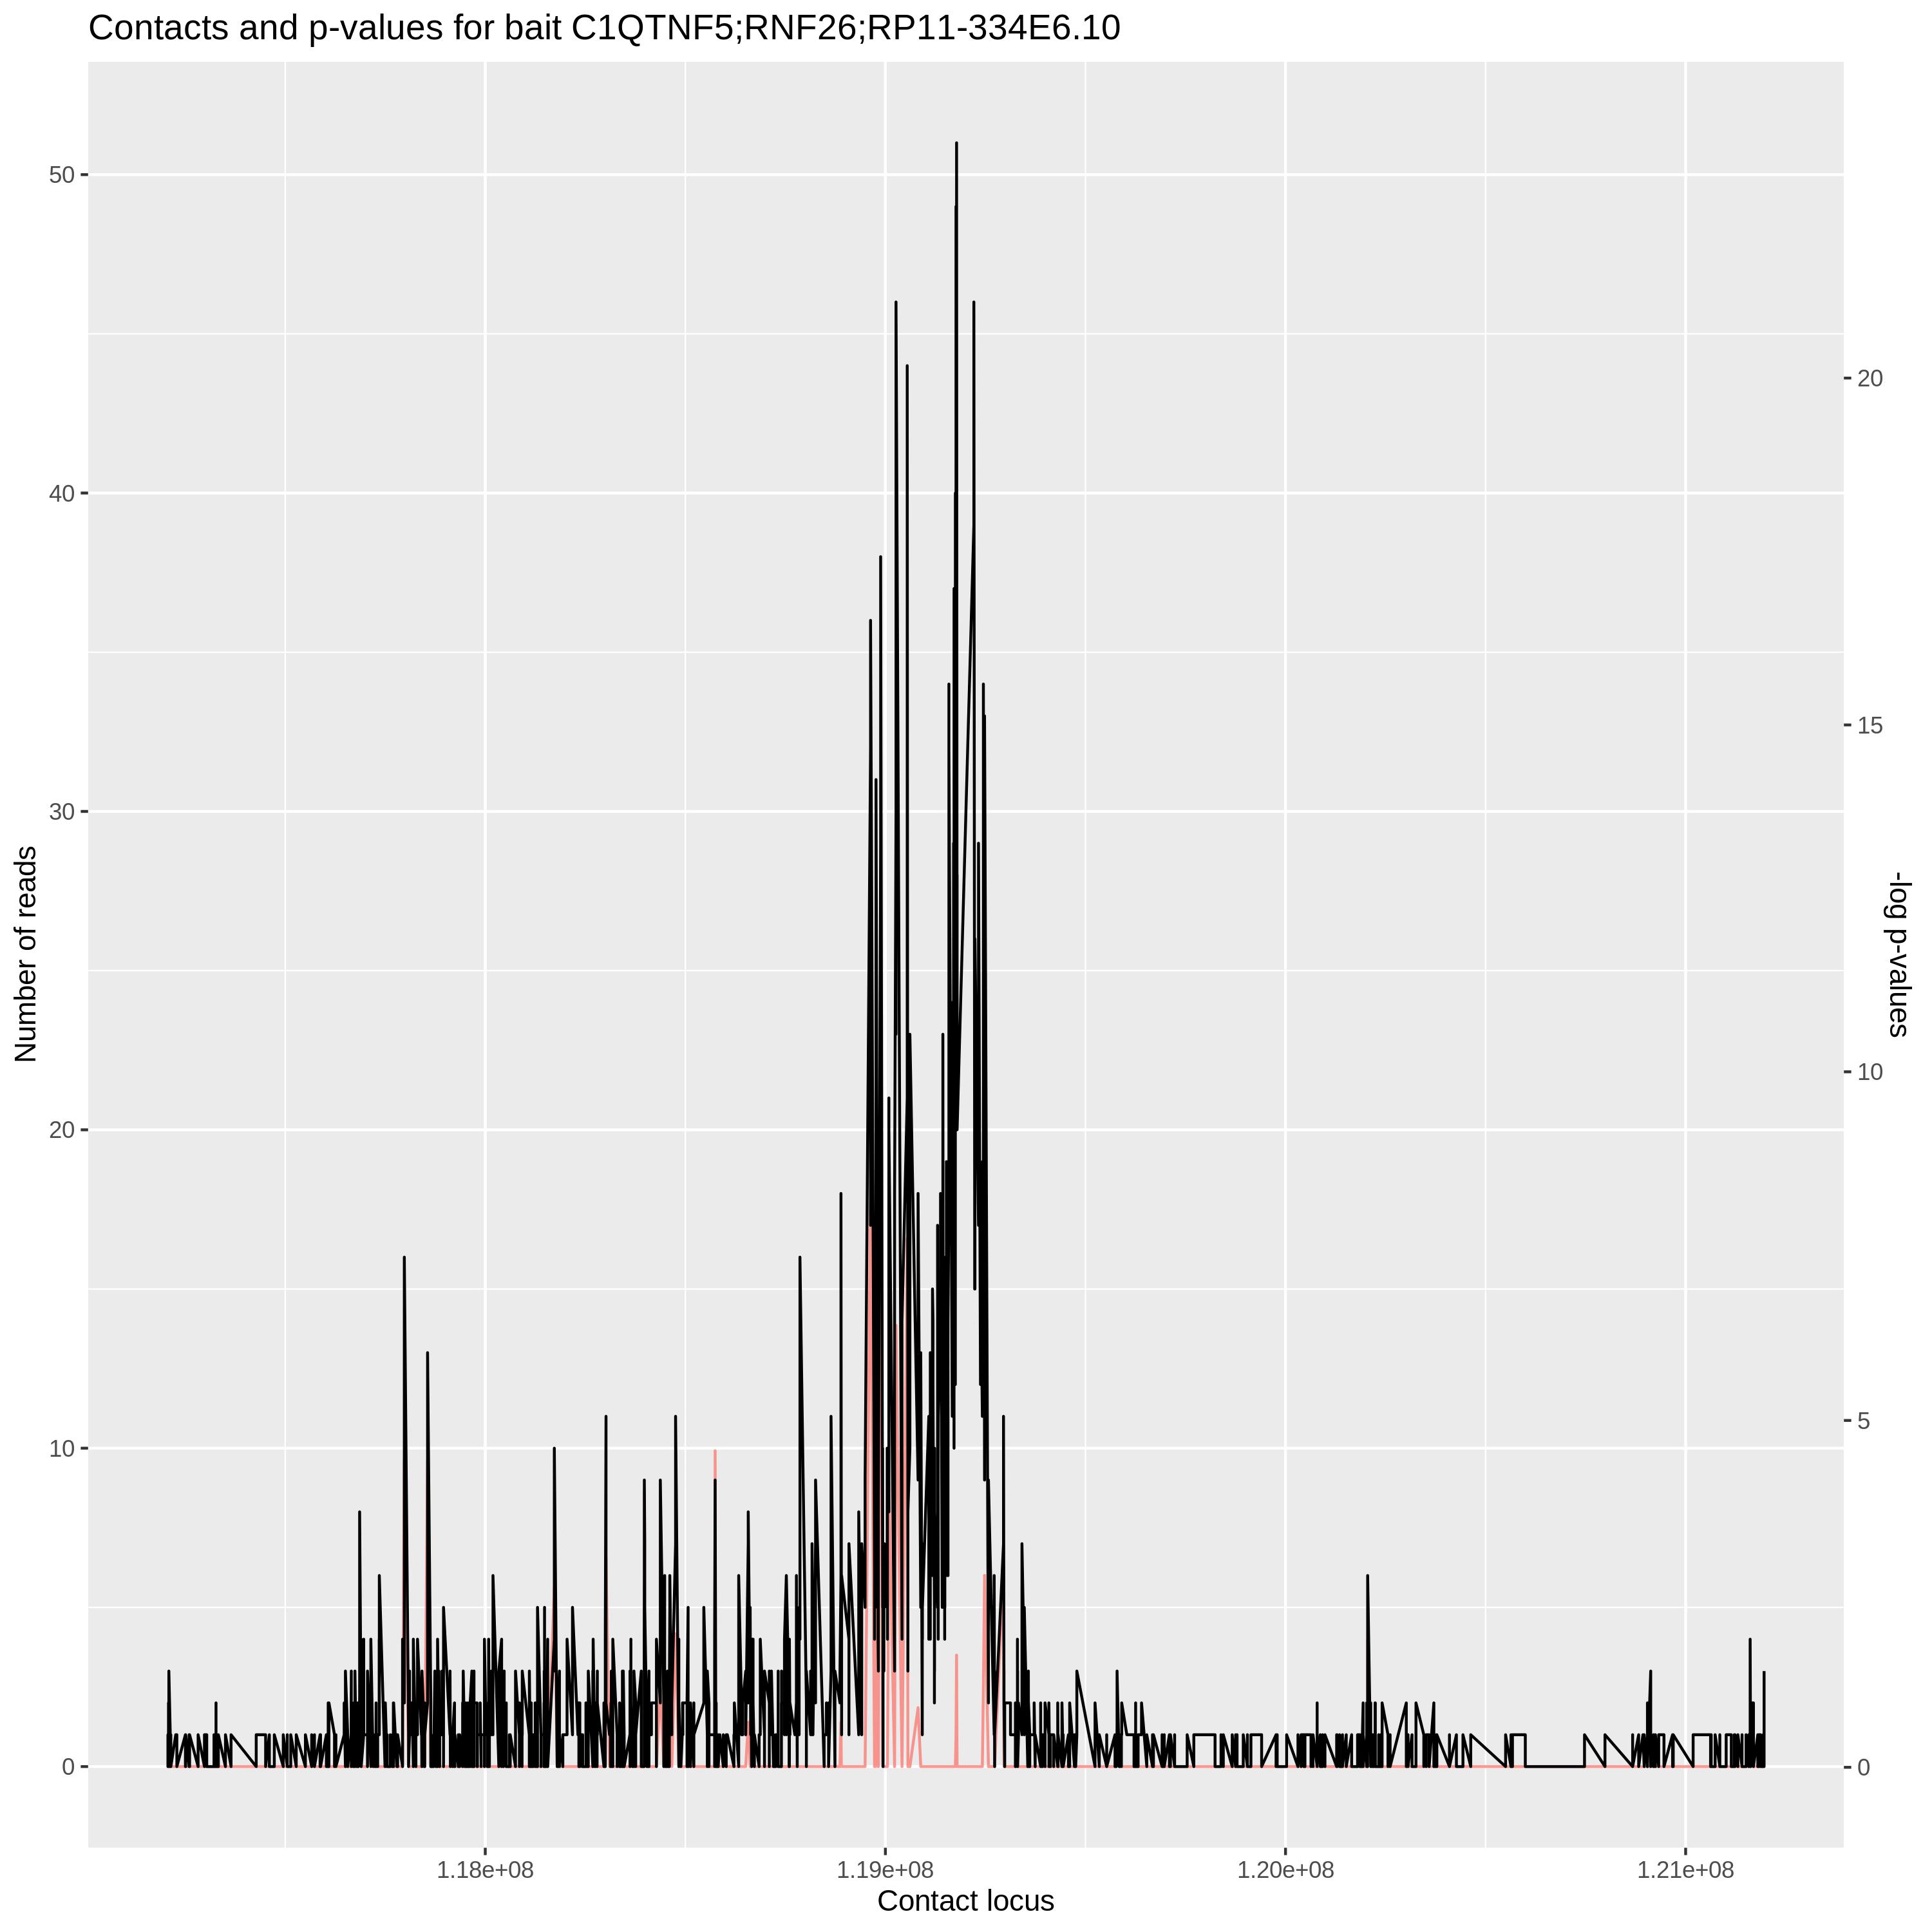 Contacts and p-values for bait C1QTNF5;RNF26;RP11-334E6.10
50
40
30
20
10
0
Number of reads
20
15
10
5
0
-log p-values
1.18e+08
1.19e+08
1.20e+08
1.21e+08
Contact locus